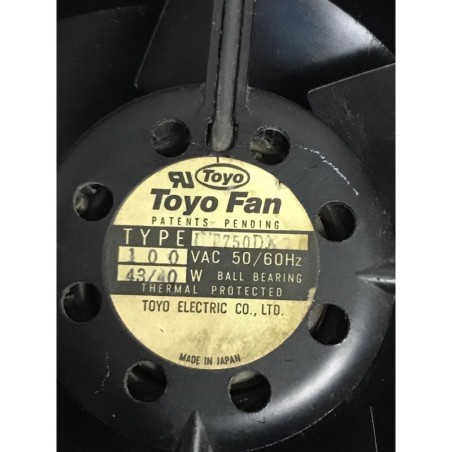 Toyo
Toyo Fan
PATENTS PENDING
TYPE
100 VAC 50/60Hz
43/40 W BALL BEARING
THERMAL PROTECTED
TOYO ELECTRIC CO., LTD.
MADE IN JAPAN